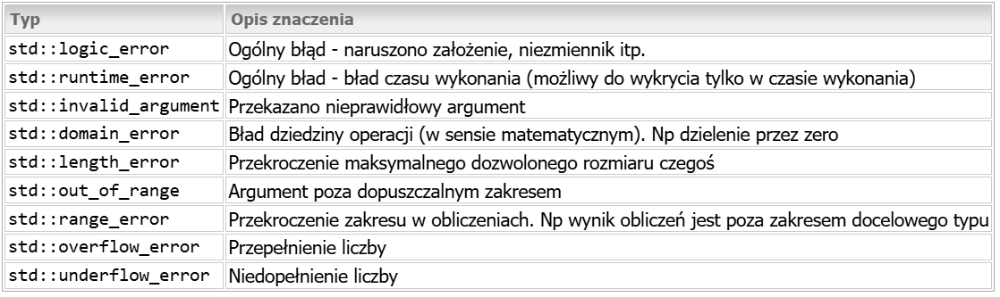 Typ Opis znaczenia
std::logic_error Ogólny błąd - naruszono założenie, niezmiennik itp.
std::runtime_error Ogólny bład - bład czasu wykonania (możliwy do wykrycia tylko w czasie wykonania)
std::invalid_argument Przekazano nieprawidłowy argument
std::domain_error Bład dziedziny operacji (w sensie matematycznym). Np dzielenie przez zero
std::length_error Przekroczenie maksymalnego dozwolonego rozmiaru czegoś
std::out_of_range Argument poza dopuszczalnym zakresem
std::range_error Przekroczenie zakresu w obliczeniach. Np wynik obliczeń jest poza zakresem docelowego typu
std::overflow_error Przepełnienie liczby
std::underflow_error Niedopełnienie liczby